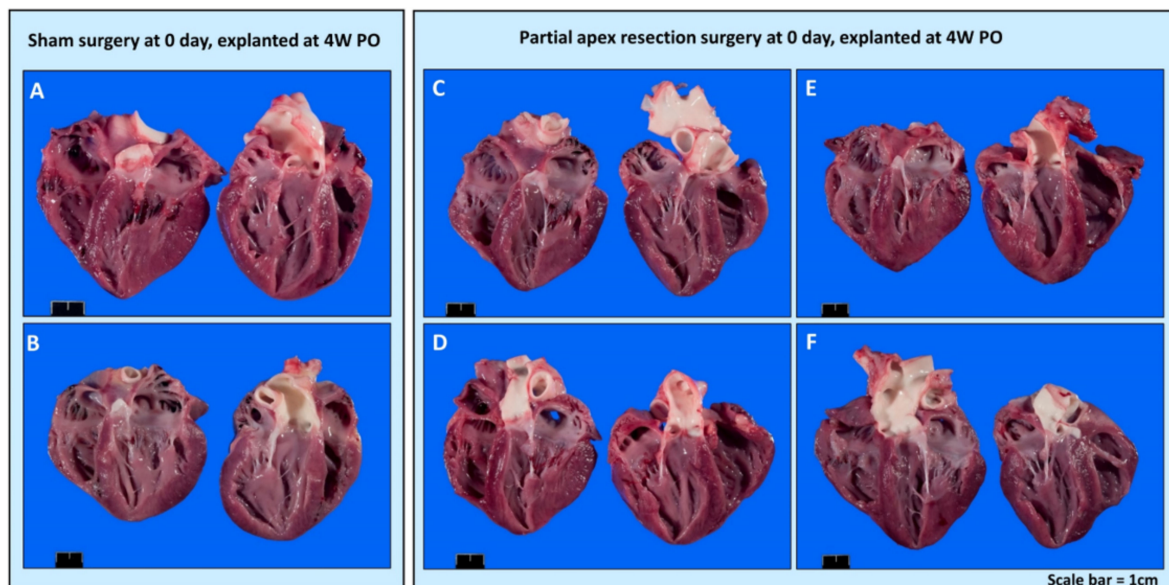 Sham surgery at 0 day, explanted at 4W PO
Partial apex resection surgery at 0 day, explanted at 4W PO
A
C
E
B
D
F
Scale bar = 1cm